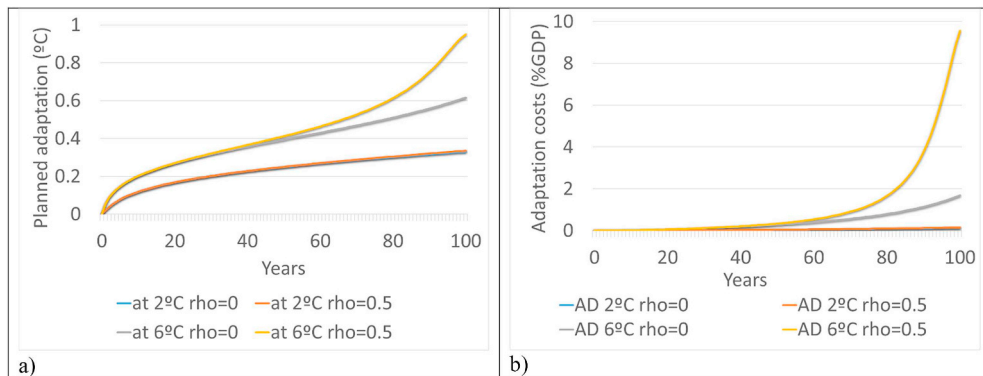 Planned adaptation (ºC)
1
0.8
0.6
0.4
0.2
0
0 20 40 60 80 100
Years
at 2ºC rho=0 at 2ºC rho=0.5
at 6ºC rho=0 at 6ºC rho=0.5
a)
Adaptation costs (%GDP)
10
8
6
4
2
0
0 20 40 60 80 100
Years
AD 2ºC rho=0 AD 2ºC rho=0.5
AD 6ºC rho=0 AD 6ºC rho=0.5
b)